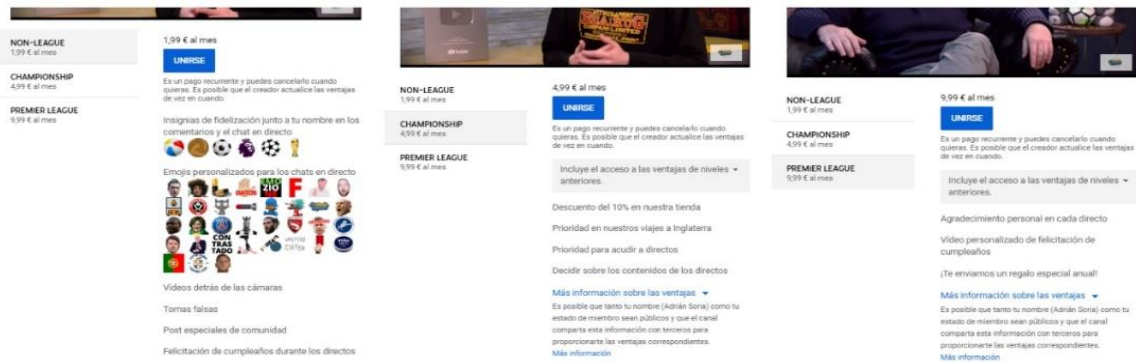 NON-LEAGUE
1,99 € al mes
CHAMPIONSHIP
4,99 € al mes
PREMIER LEAGUE
9,99 € al mes
1,99 € al mes
UNIRSE
Es un pago recurrente y puedes cancelarlo cuando
quieras. Es posible que el creador actualice las ventajas
de vez en cuando.
Insignias de fidelización junto a tu nombre en los
comentarios y el chat en directo
Emojis personalizados para los chats en directo
DATOS
F
CON
TRAS
TADO
Vídeos detrás de las cámaras
Tomas falsas
Post especiales de comunidad
Felicitación de cumpleaños durante los directos
NON-LEAGUE
1,99 € al mes
CHAMPIONSHIP
4,99 € al mes
PREMIER LEAGUE
9,99 € al mes
4,99 € al mes
UNIRSE
Es un pago recurrente y puedes cancelarlo cuando
quieras. Es posible que el creador actualice las ventajas
de vez en cuando.
Incluye el acceso a las ventajas de niveles
anteriores.
Descuento del 10% en nuestra tienda
Prioridad en nuestros viajes a Inglaterra
Prioridad para acudir a directos
Decidir sobre los contenidos de los directos
Más información sobre las ventajas
Es posible que tanto tu nombre (Adrián Soria) como tu
estado de miembro sean públicos y que el canal
comparta esta información con terceros para
proporcionarte las ventajas correspondientes.
Más información
NON-LEAGUE
1,99 € al mes
CHAMPIONSHIP
4,99 € al mes
PREMIER LEAGUE
9,99 € al mes
9,99 € al mes
UNIRSE
Es un pago recurrente y puedes cancelarlo cuando
quieras. Es posible que el creador actualice las ventajas
de vez en cuando.
Incluye el acceso a las ventajas de niveles
anteriores.
Agradecimiento personal en cada directo
Vídeo personalizado de felicitación de
cumpleaños
¡Te enviamos un regalo especial anual!
Más información sobre las ventajas
Es posible que tanto tu nombre (Adrián Soria) como tu
estado de miembro sean públicos y que el canal
comparta esta información con terceros para
proporcionarte las ventajas correspondientes.
Más información